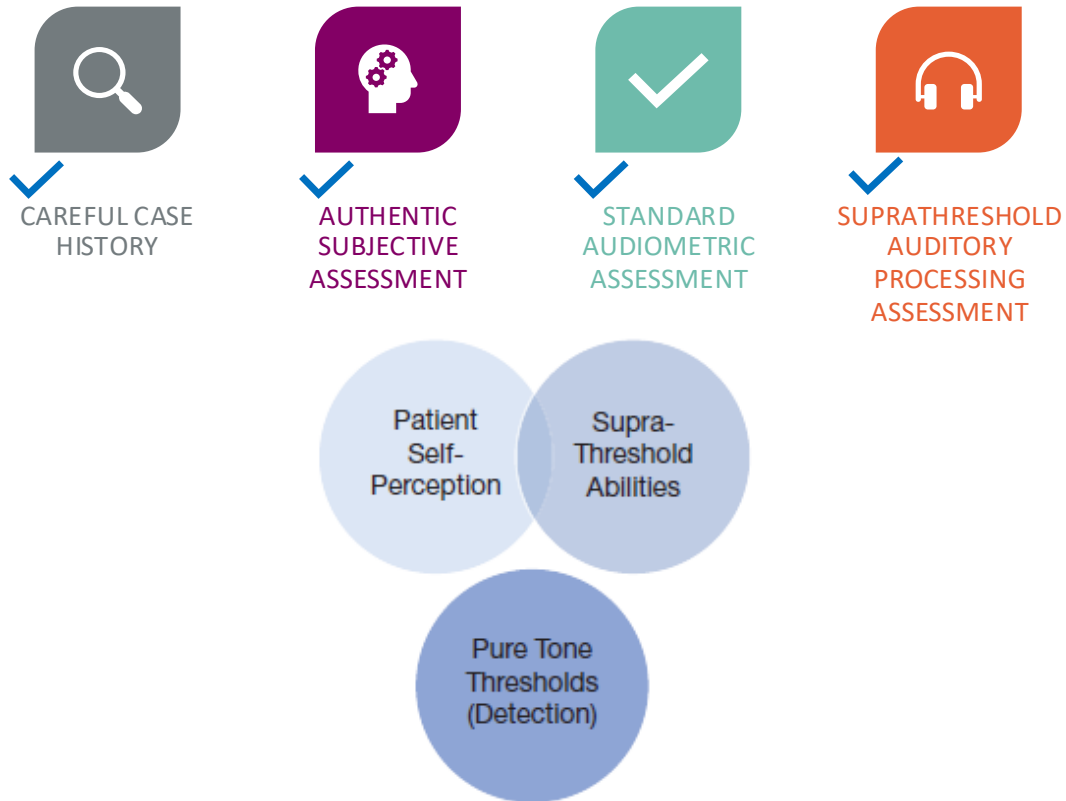 CAREFUL CASE
HISTORY
AUTHENTIC
SUBJECTIVE
ASSESSMENT
STANDARD
AUDIOMETRIC
ASSESSMENT
SUPRATHRESHOLD
AUDITORY
PROCESSING
ASSESSMENT
Patient
Self-
Perception
Supra-
Threshold
Abilities
Pure Tone
Thresholds
(Detection)